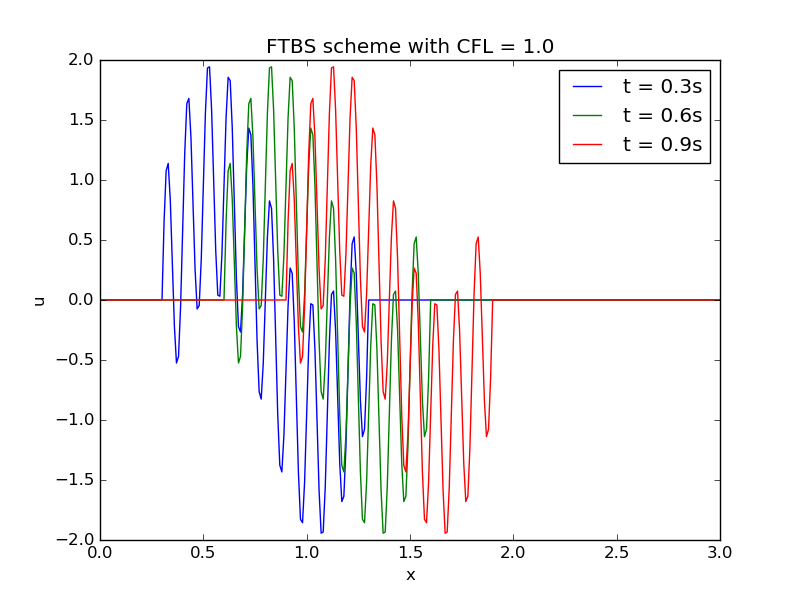 FTBS scheme with CFL = 1.0
t = 0.3s
t = 0.6s
t = 0.9s
2.0
1.5
1.0
0.5
0.0
−0.5
−1.0
−1.5
−2.0
u
0.0 0.5 1.0 1.5 2.0 2.5 3.0
x